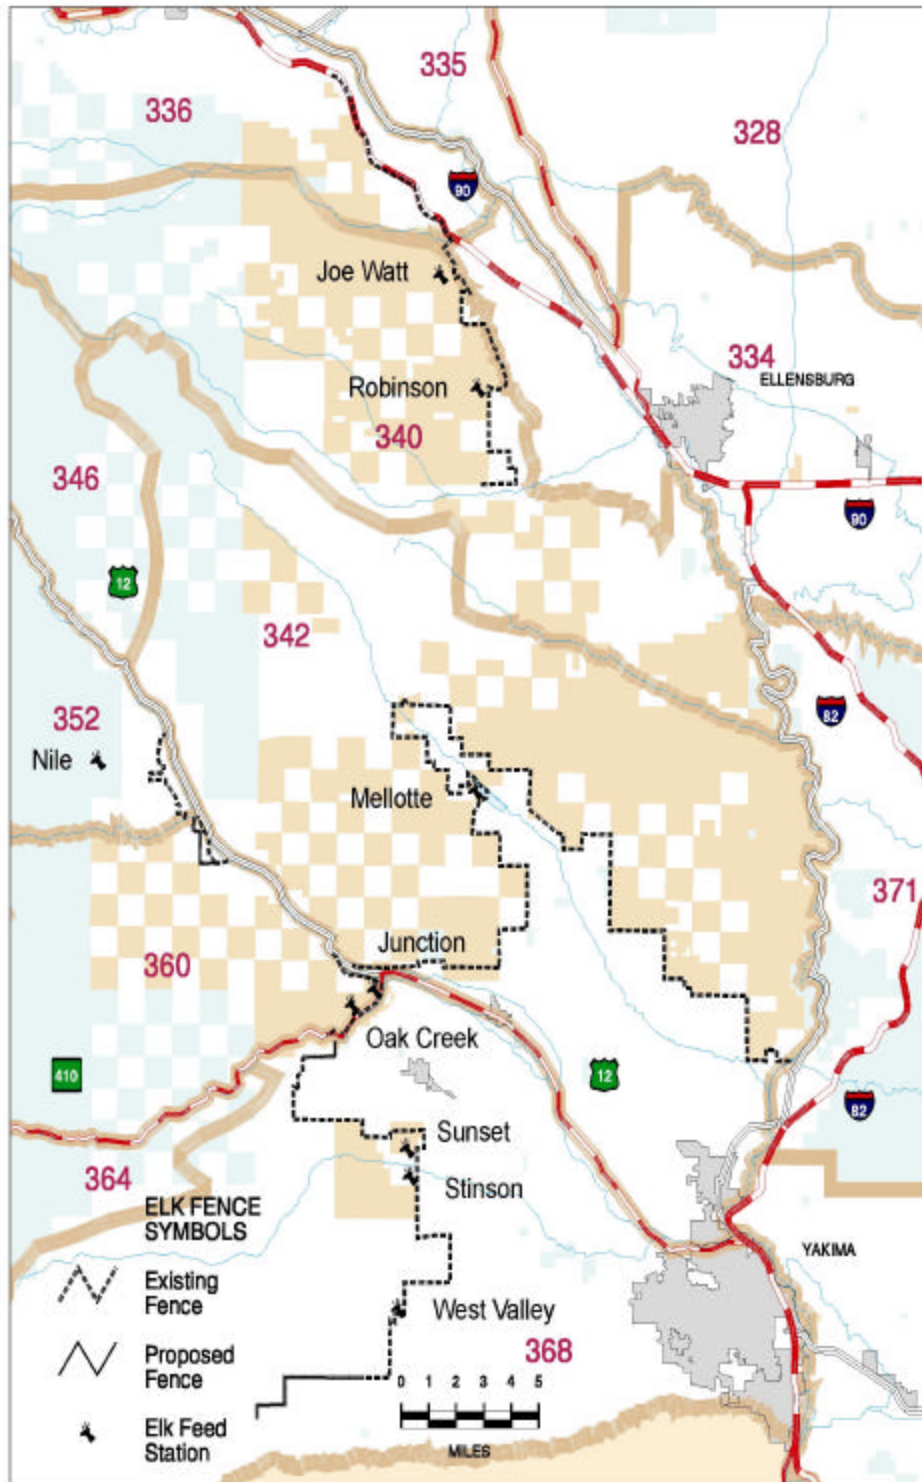 335
336
328
90
Joe Watt
334
Robinson
ELLENSBURG
340
346
90
12
342
352
82
Nile
Mellotte
371
Junction
360
Oak Creek
410
12
82
Sunset
364
Stinson
ELK FENCE
SYMBOLS
YAKIMA
Existing
Fence
West Valley
368
Proposed
Fence
0 1 2 3 4 5
MILES
Elk Feed
Station